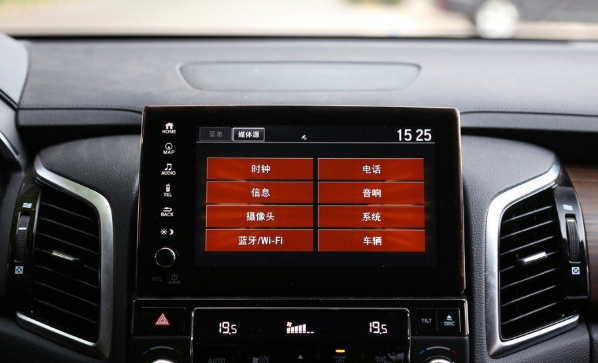 HOME
菜单 媒体源 15 25
MAP
AUDIO
TEL
BACK
时钟 电话
信息 音响
摄像头 系统
蓝牙/Wi-Fi 车辆
VOL
19.5 19.5 TILT DISC
AUTO